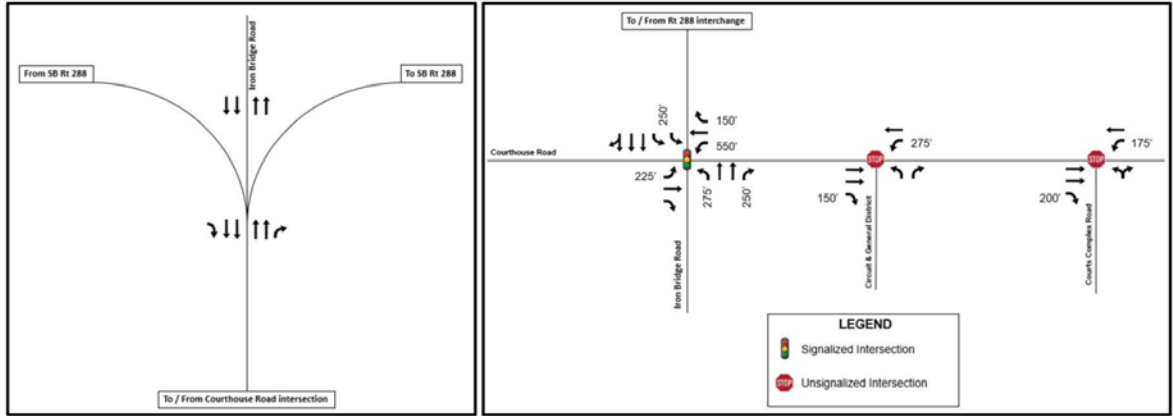 From SB Rt 288
Iron Bridge Road
To SB Rt 288
To / From Courthouse Road intersection
To / From Rt 288 interchange
250'
150'
550'
Courthouse Road
225'
275'
250'
Iron Bridge Road
275'
STOP
150'
Circuit & General District
175'
STOP
200'
Courts Complex Road
LEGEND
Signalized Intersection
STOP
Unsignalized Intersection